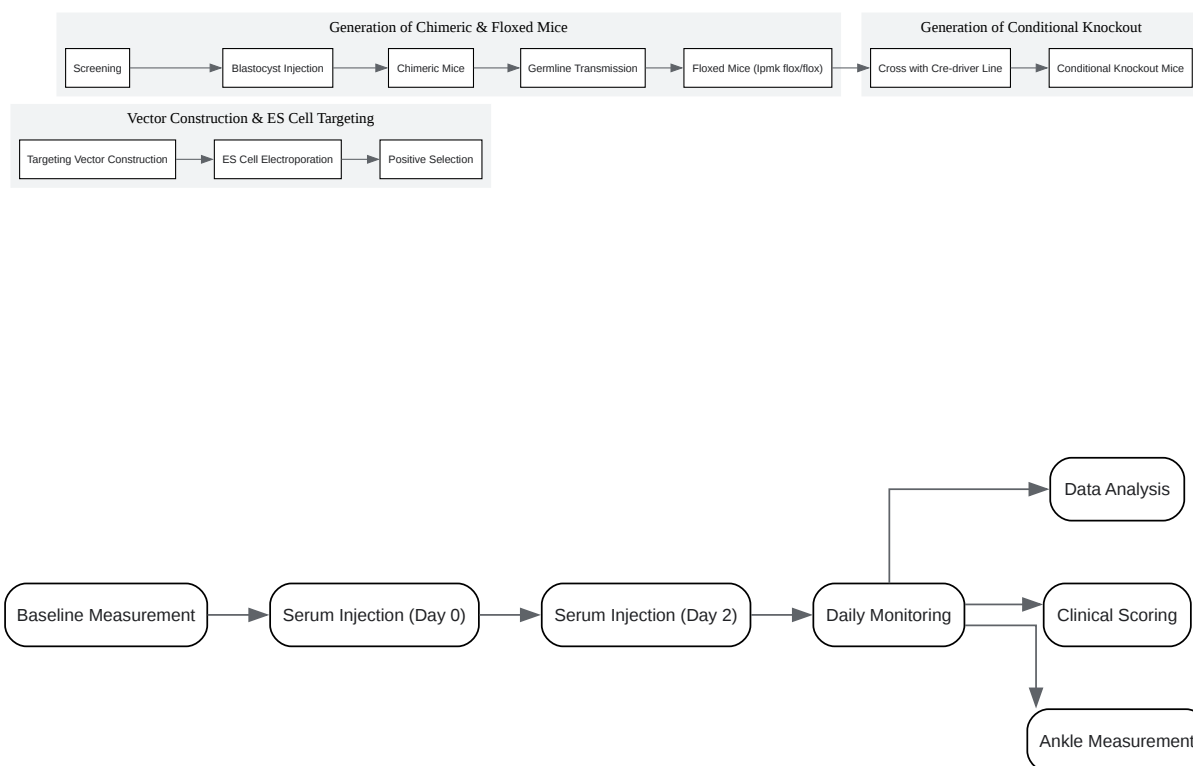 Generation of Chimeric & Floxed Mice
Screening
Blastocyst Injection
Chimeric Mice
Germline Transmission
Floxed Mice (Ipmk flox/flox)
Generation of Conditional Knockout
Cross with Cre-driver Line
Conditional Knockout Mice
Vector Construction & ES Cell Targeting
Targeting Vector Construction
ES Cell Electroporation
Positive Selection
Data Analysis
Baseline Measurement
Serum Injection (Day 0)
Serum Injection (Day 2)
Daily Monitoring
Clinical Scoring
Ankle Measurement